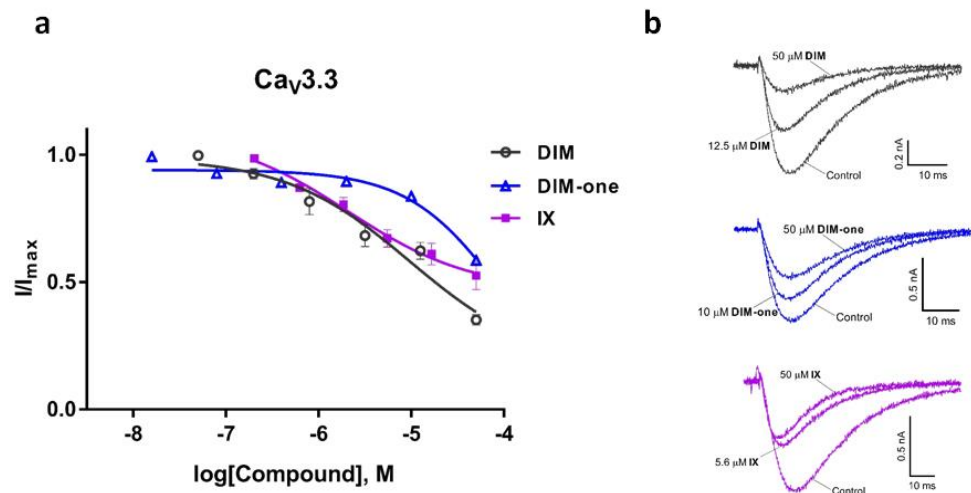 a
Ca_V3.3
1.0
0.5
0.0
I/I_max
-8
-7
-6
-5
-4
log[Compound], M
DIM
DIM-one
IX
b
50 μM DIM
12.5 μM DIM
Control
0.2 nA
10 ms
50 μM DIM-one
10 μM DIM-one
Control
0.5 nA
10 ms
50 μM IX
5.6 μM IX
Control
0.5 nA
10 ms